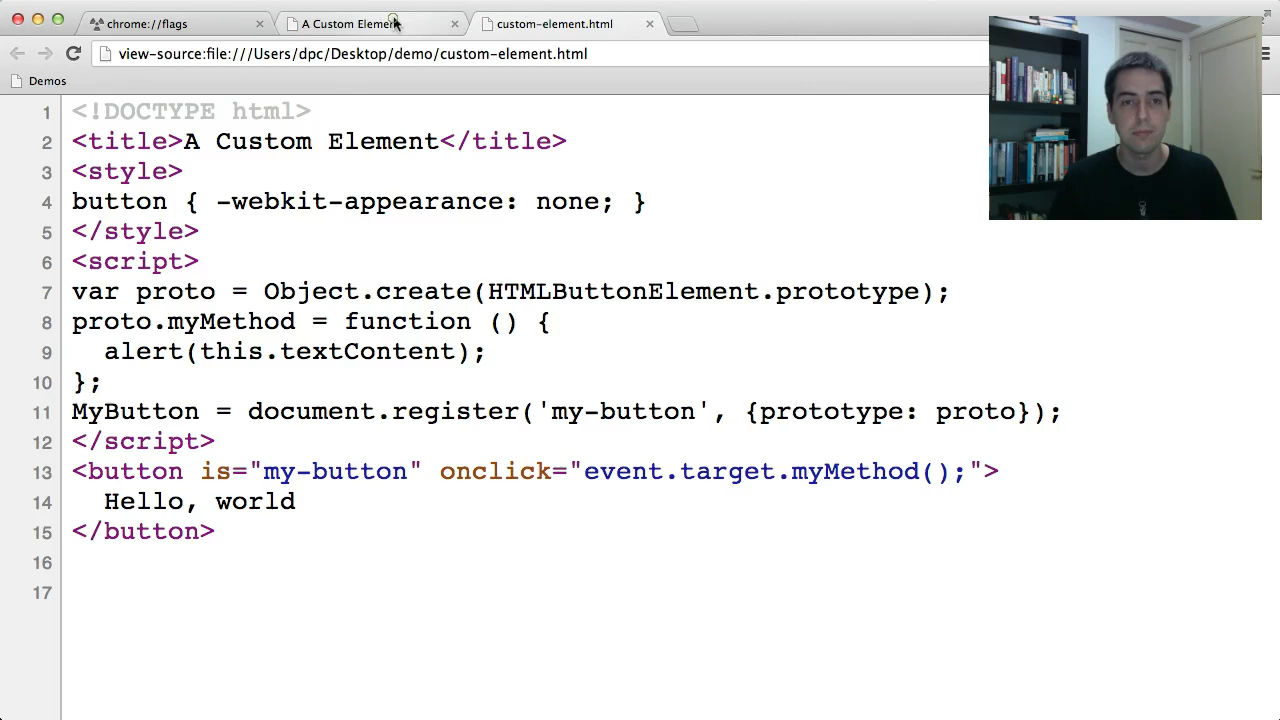 chrome://flags
A Custom Element
custom-element.html
view-source:file:///Users/dpc/Desktop/demo/custom-element.html
Demos
1 <!DOCTYPE html>
2 <title>A Custom Element</title>
3 <style>
4 button { -webkit-appearance: none; }
5 </style>
6 <script>
7 var proto = Object.create(HTMLButtonElement.prototype);
8 proto.myMethod = function () {
9 alert(this.textContent);
10 };
11 MyButton = document.register('my-button', {prototype: proto});
12 </script>
13 <button is="my-button" onclick="event.target.myMethod();">
14 Hello, world
15 </button>
16
17